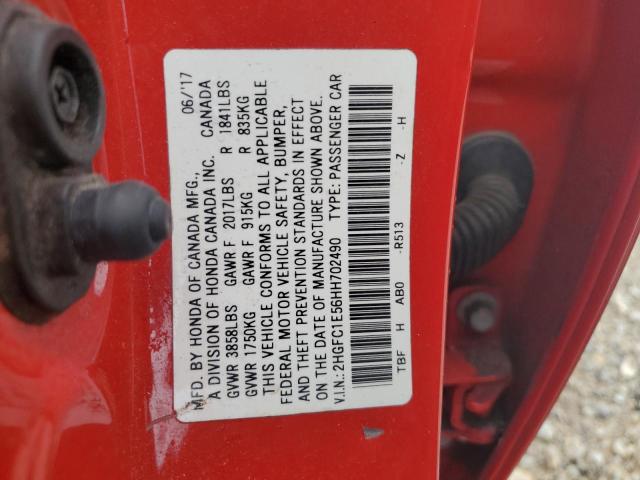 MFD. BY HONDA OF CANADA MFG., 06/'17
A DIVISION OF HONDA CANADA INC. CANADA
GVWR 3858LBS GAWR F 2017LBS R 1841LBS
GVWR 1750KG GAWR F 915KG R 835KG
THIS VEHICLE CONFORMS TO ALL APPLICABLE
FEDERAL MOTOR VEHICLE SAFETY, BUMPER,
AND THEFT PREVENTION STANDARDS IN EFFECT
ON THE DATE OF MANUFACTURE SHOWN ABOVE.
V.I.N.: 2HGFC1E56HH702490 TYPE: PASSENGER CAR
TBF H AB0 -R513 -Z -H